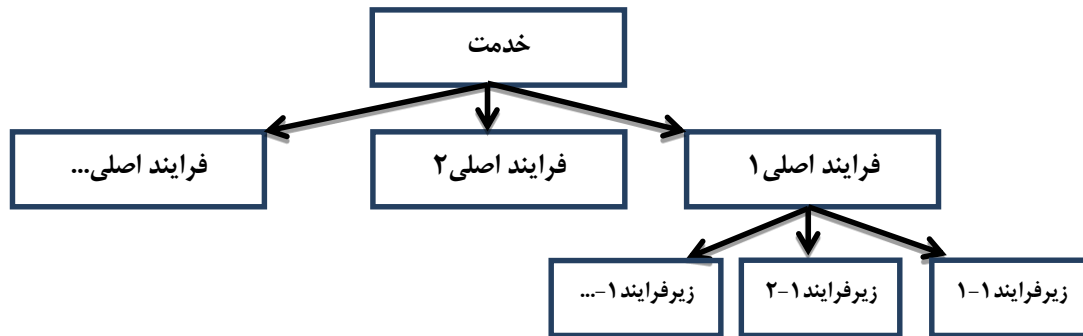 خدمت
فرایند اصلی۱
فرایند اصلی۲
فرایند اصلی...
زیرفرایند۱-۱
زیرفرایند۱-۲
زیرفرایند۱-...